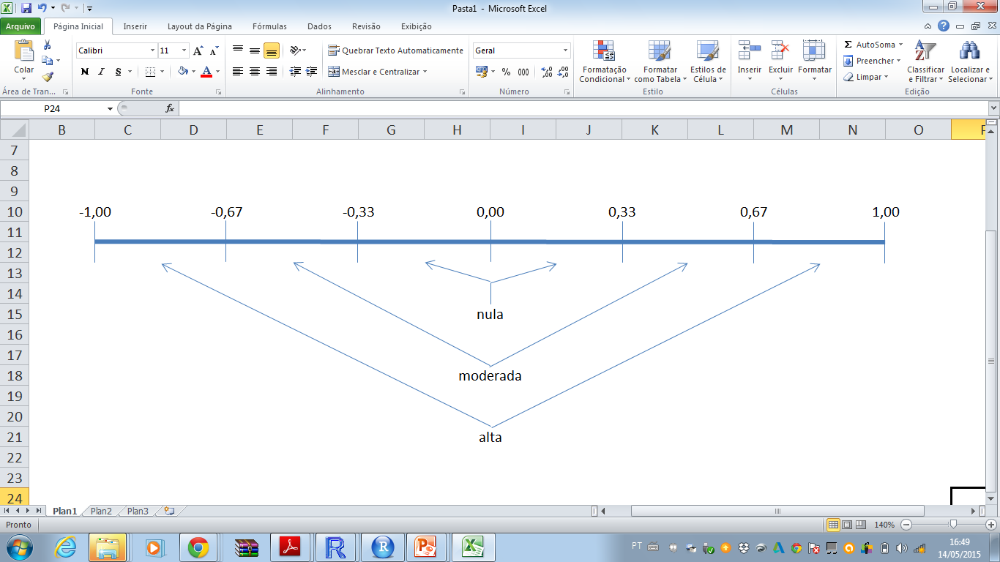 Pasta1 - Microsoft Excel
Arquivo Página Inicial Inserir Layout da Página Fórmulas Dados Revisão Exibição
Colar
Calibri 11
N I S
Quebrar Texto Automaticamente
Mesclar e Centralizar
Geral
% 000
Formatação Condicional
Formatar como Tabela
Estilos de Célula
Inserir
Excluir
Formatar
AutoSoma
Preencher
Limpar
Classificar e Filtrar
Localizar e Selecionar
Área de Tran... Fonte Alinhamento Número Estilo Células Edição
P24 fx
B C D E F G H I J K L M N O
7
8
9
10 -1,00 -0,67 -0,33 0,00 0,33 0,67 1,00
11
12
13
14
15 nula
16
17
18 moderada
19
20
21 alta
22
23
24
Plan1 Plan2 Plan3
Pronto 140%
PT 16:49
14/05/2015